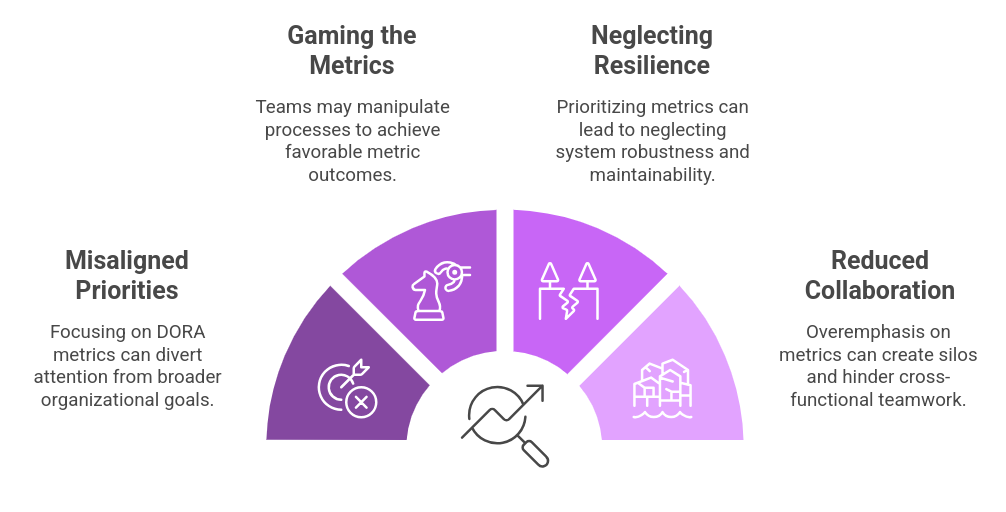 Gaming the
Metrics
Teams may manipulate
processes to achieve
favorable metric
outcomes.
Neglecting
Resilience
Prioritizing metrics can
lead to neglecting
system robustness and
maintainability.
Misaligned
Priorities
Focusing on DORA
metrics can divert
attention from broader
organizational goals.
Reduced
Collaboration
Overemphasis on
metrics can create silos
and hinder cross-
functional teamwork.